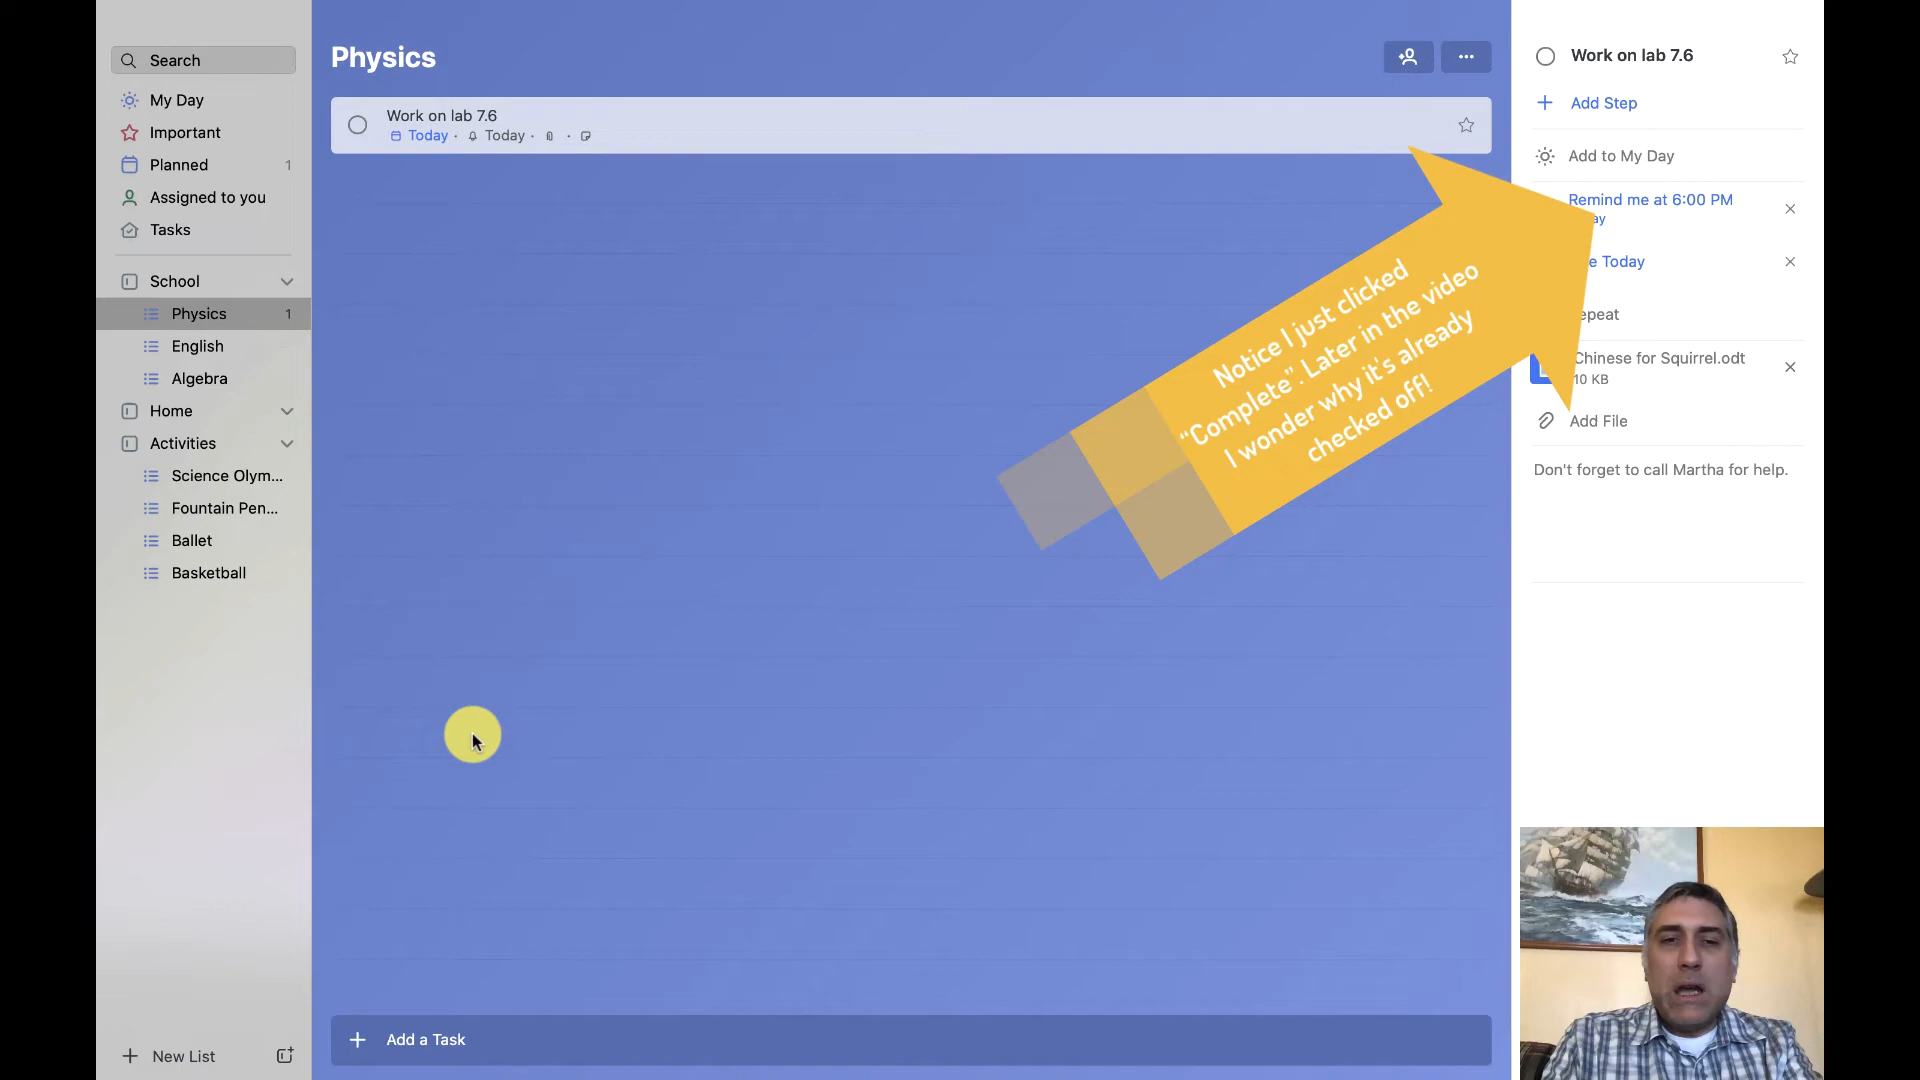 Search
My Day
Important
Planned 1
Assigned to you
Tasks
School
Physics 1
English
Algebra
Home
Activities
Science Olym...
Fountain Pen...
Ballet
Basketball
New List
Physics
Work on lab 7.6
Today · Today ·
Notice I just clicked
“Complete”. Later in the video
I wonder why it's already
checked off!
Add a Task
Work on lab 7.6
Add Step
Add to My Day
Remind me at 6:00 PM
ay
e Today
epeat
Chinese for Squirrel.odt
10 KB
Add File
Don't forget to call Martha for help.